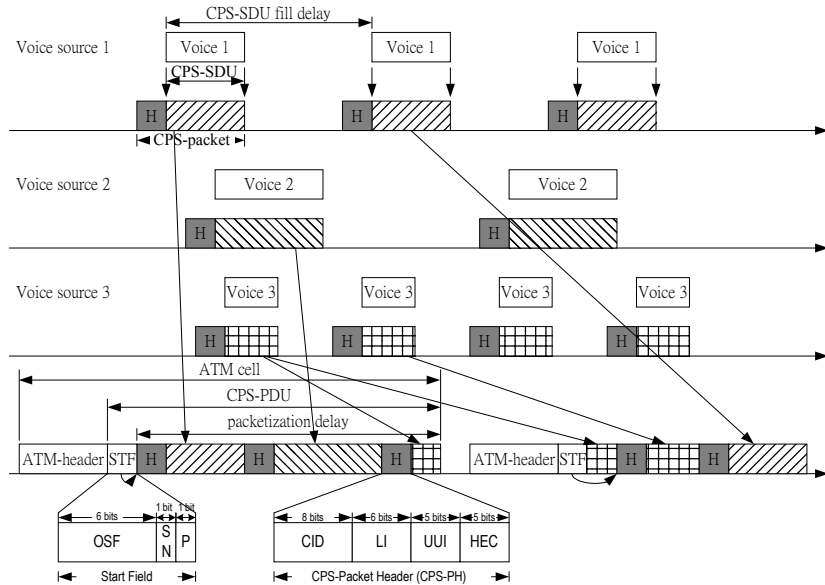 CPS-SDU fill delay
Voice source 1
Voice 1
Voice 1
Voice 1
CPS-SDU
H
H
H
CPS-packet
Voice source 2
Voice 2
Voice 2
H
H
Voice source 3
Voice 3
Voice 3
Voice 3
Voice 3
H
H
H
H
ATM cell
CPS-PDU
packetization delay
ATM-header
STF
H
H
H
ATM-header
STF
H
H
6 bits
1 bit
1 bit
8 bits
6 bits
5 bits
5 bits
OSF
S
N
P
CID
LI
UUI
HEC
Start Field
CPS-Packet Header (CPS-PH)